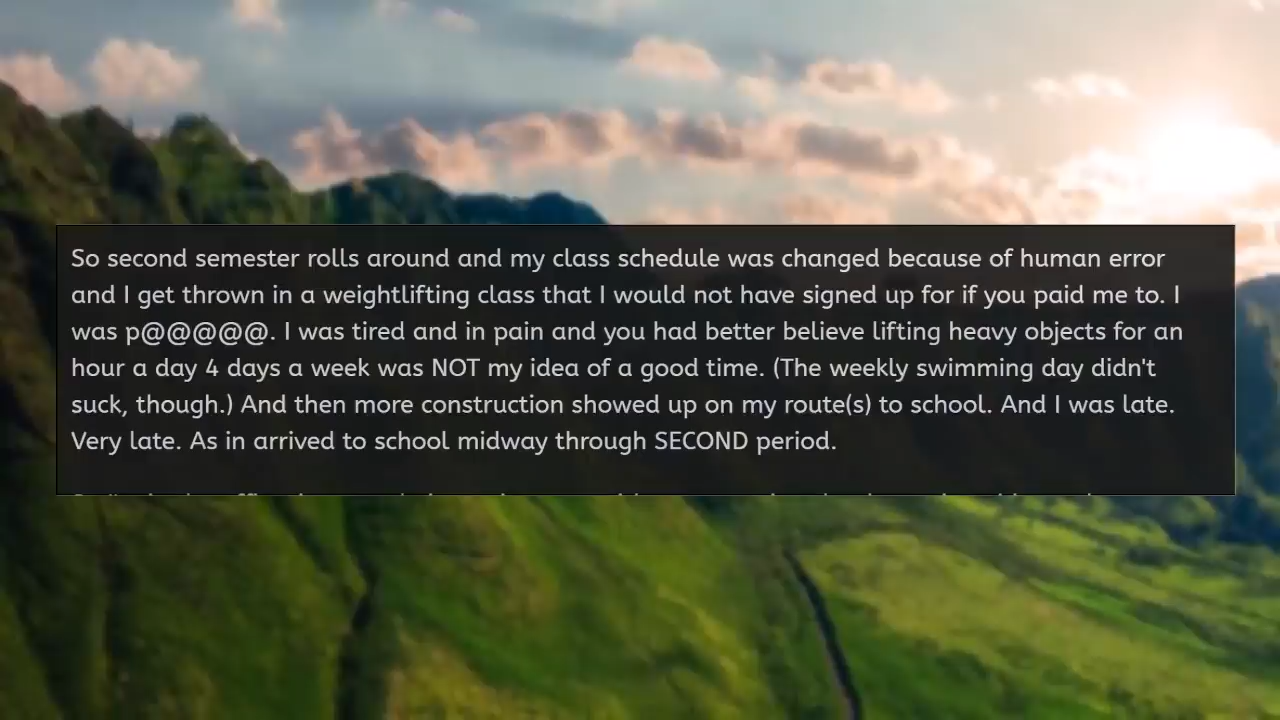 So second semester rolls around and my class schedule was changed because of human error
and I get thrown in a weightlifting class that I would not have signed up for if you paid me to. I
was p@@@@@. I was tired and in pain and you had better believe lifting heavy objects for an
hour a day 4 days a week was NOT my idea of a good time. (The weekly swimming day didn't
suck, though.) And then more construction showed up on my route(s) to school. And I was late.
Very late. As in arrived to school midway through SECOND period.